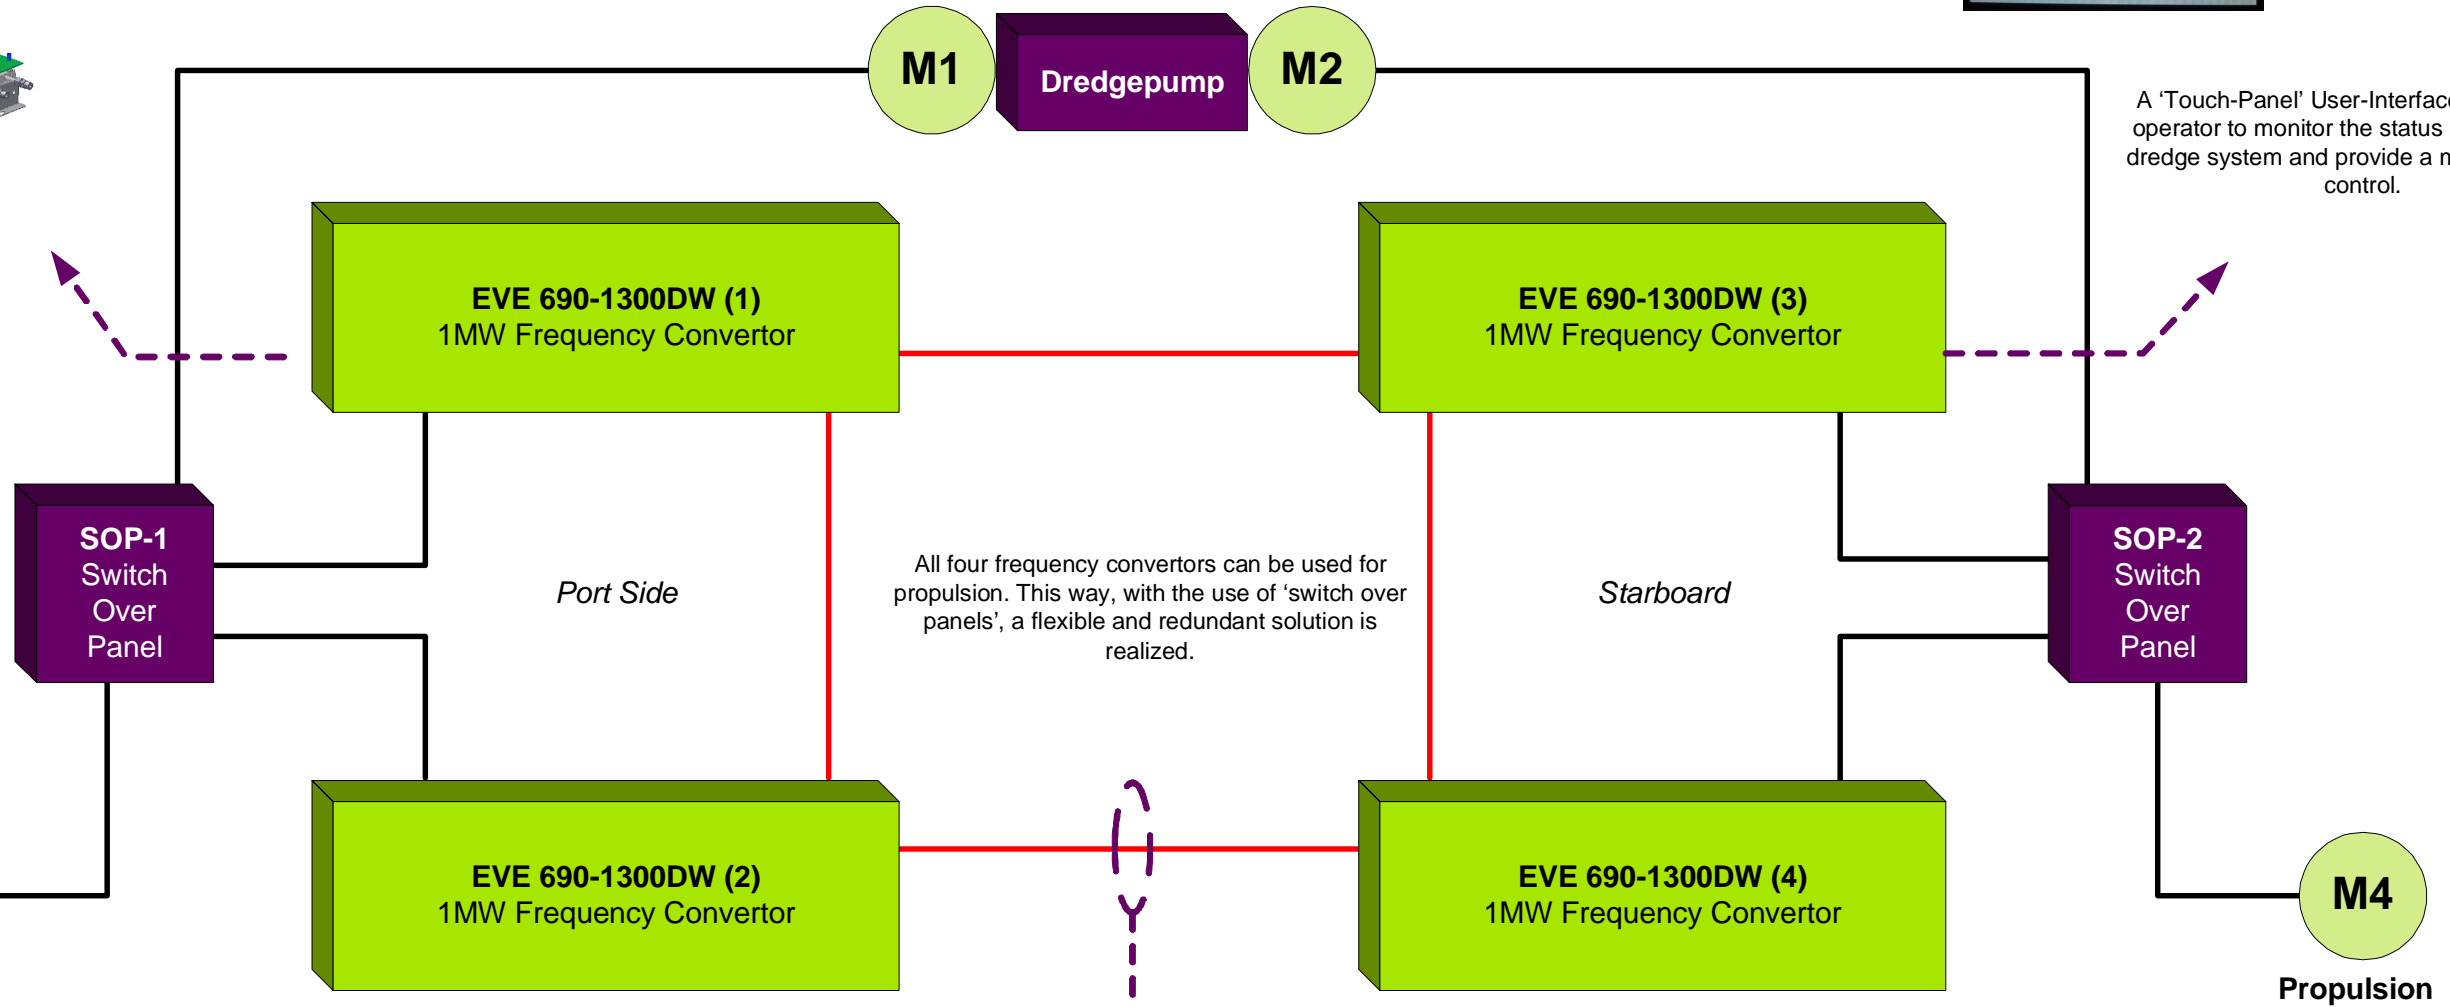 M1
Dredgepump
M2
A ‘Touch-Panel’ User-Interface
operator to monitor the status
dredge system and provide a
control.
EVE 690-1300DW (1)
1MW Frequency Convertor
EVE 690-1300DW (3)
1MW Frequency Convertor
SOP-1
Switch
Over
Panel
Port Side
All four frequency convertors can be used for
propulsion. This way, with the use of ‘switch over
panels’, a flexible and redundant solution is
realized.
Starboard
SOP-2
Switch
Over
Panel
EVE 690-1300DW (2)
1MW Frequency Convertor
EVE 690-1300DW (4)
1MW Frequency Convertor
M4
Propulsion